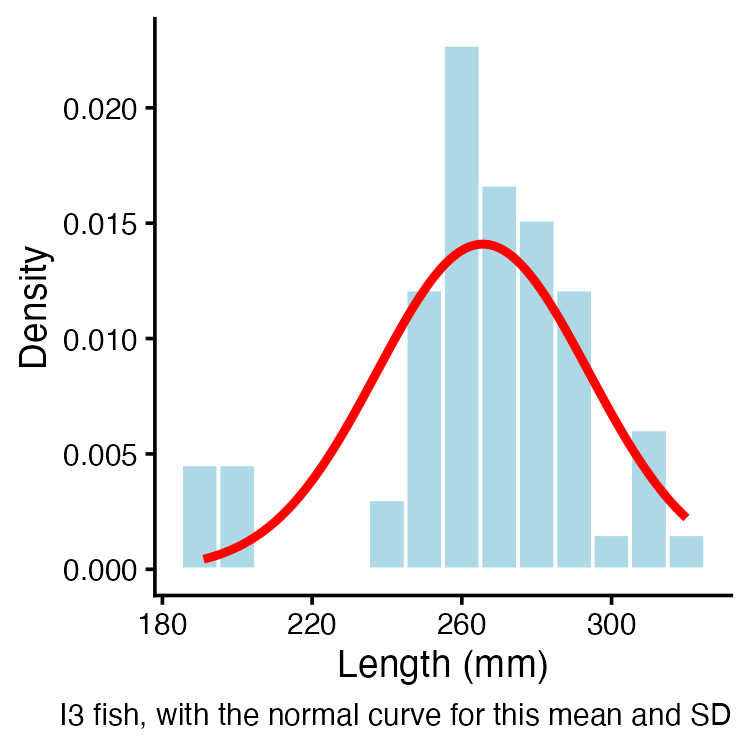 0.020
0.015
0.010
0.005
0.000
Density
180 220 260 300
Length (mm)
I3 fish, with the normal curve for this mean and SD